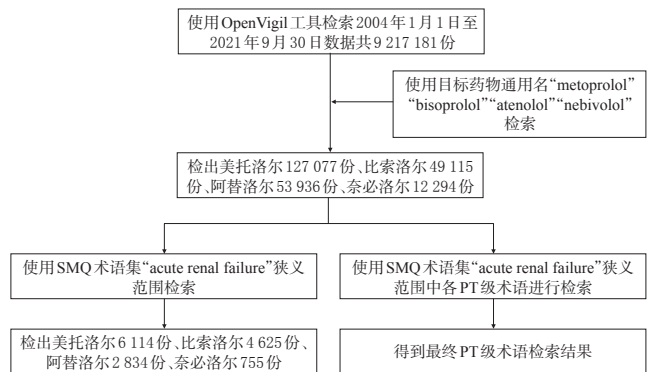 使用OpenVigil工具检索2004年1月1日至
2021年9月30日数据共9 217 181份
使用目标药物通用名“metoprolol”
“bisoprolol”“atenolol”“nebivolol”
检索
检出美托洛尔127 077份、比索洛尔49 115
份、阿替洛尔53 936份、奈必洛尔12 294份
使用SMQ术语集“acute renal failure”狭义
范围检索
使用SMQ术语集“acute renal failure”狭义
范围中各PT级术语进行检索
检出美托洛尔6 114份、比索洛尔4 625份、
阿替洛尔2 834份、奈必洛尔755份
得到最终PT级术语检索结果